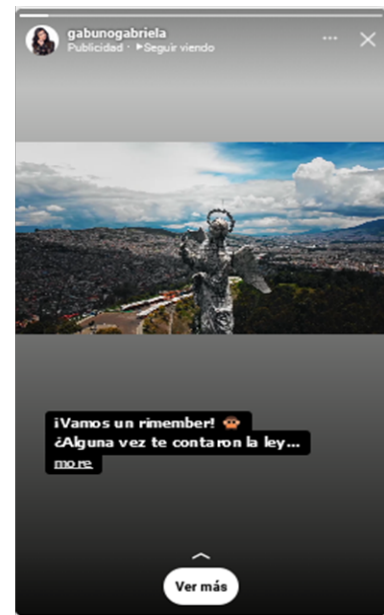 gabunogabriela
Publicidad · Seguir viendo
¡Vamos un rimember! 🙊
¿Alguna vez te contaron la ley...
more
Ver más